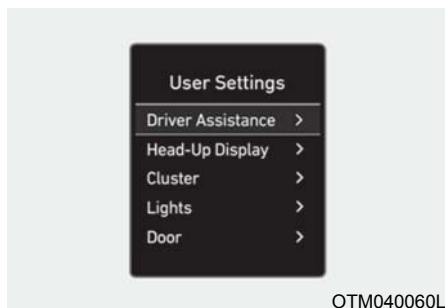 User Settings
Driver Assistance >
Head-Up Display >
Cluster >
Lights >
Door >
OTM040060L